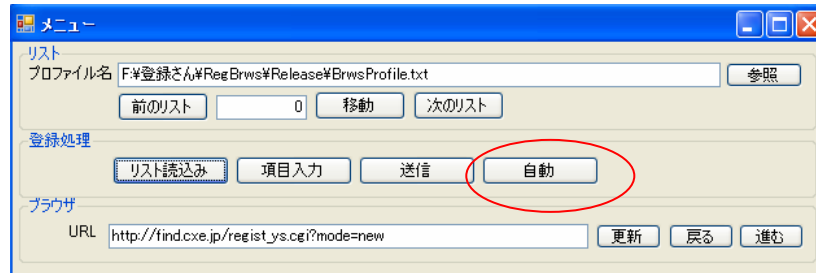 メニュー
リスト
プロファイル名 F:¥登録さん¥RegBrws¥Release¥BrwsProfile.txt 参照
前のリスト 0 移動 次のリスト
登録処理
リスト読込み 項目入力 送信 自動
ブラウザ
URL http://find.cxe.jp/regist_ys.cgi?mode=new 更新 戻る 進む